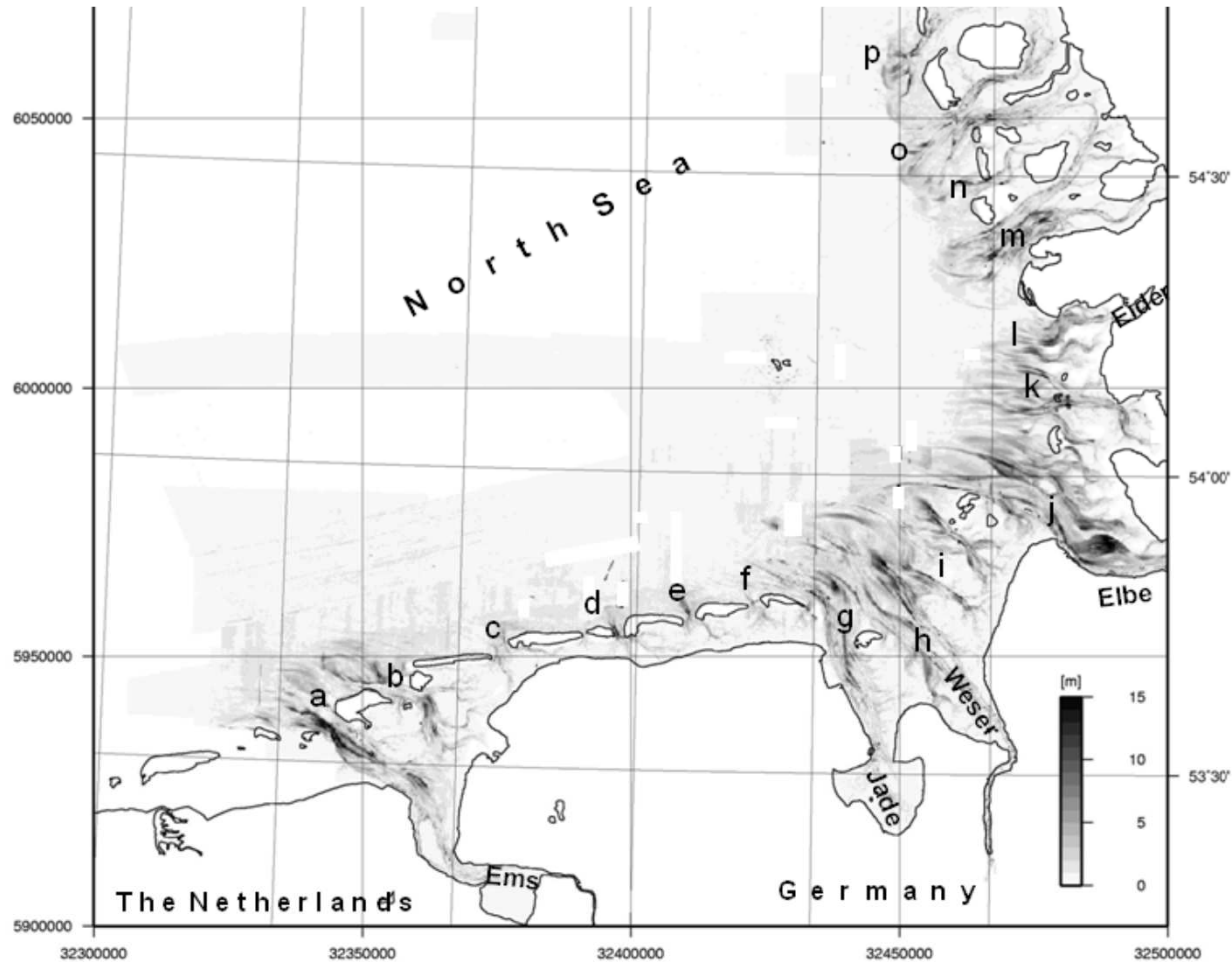 p
6050000
o
North Sea
n
54°30'
m
Eider
l
6000000
k
54°00'
j
i
f
e
Elbe
d
g
c
h
5950000
b
[m]
a
Weser
15
10
53°30'
Jade
5
Ems
0
The Netherlands
Germany
5900000
32300000
32350000
32400000
32450000
32500000